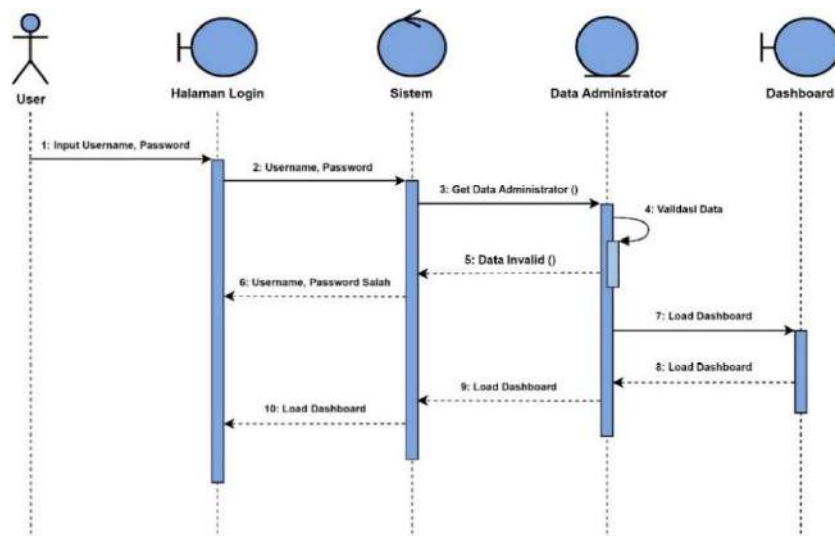 User
Halaman Login
Sistem
Data Administrator
Dashboard
1: Input Username, Password
2: Username, Password
3: Get Data Administrator ()
4: Validasi Data
5: Data Invalid ()
6: Username, Password Salah
7: Load Dashboard
8: Load Dashboard
9: Load Dashboard
10: Load Dashboard